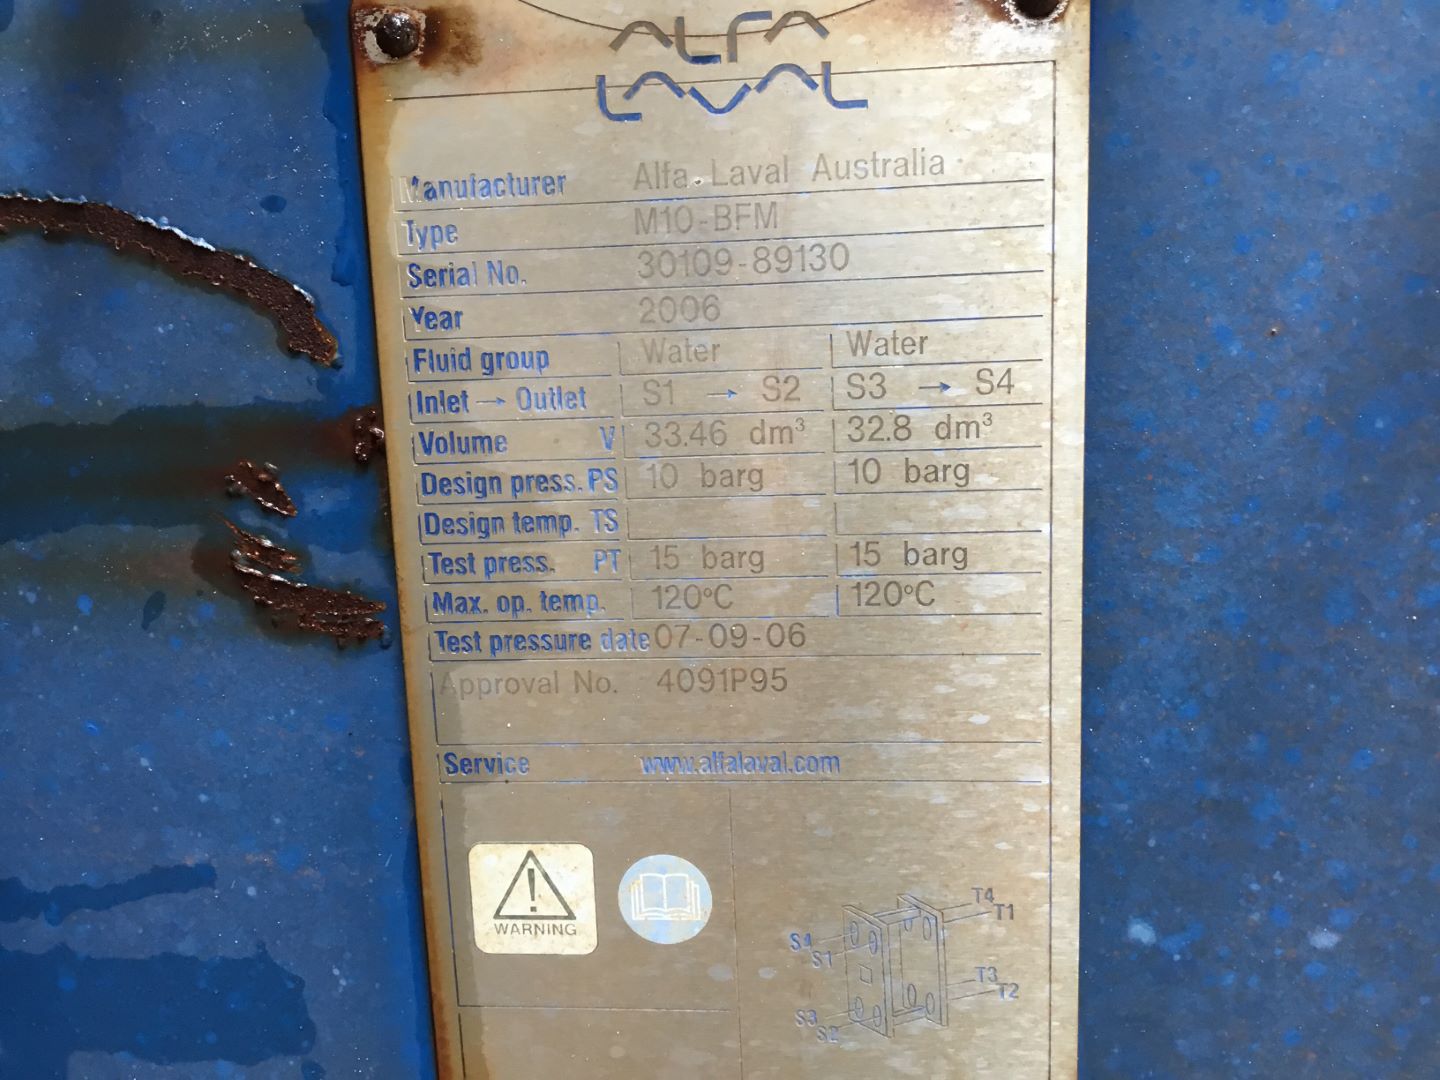 ALFA
LAVAL
Manufacturer Alfa Laval Australia
Type M10-BFM
Serial No. 30109-89130
Year 2006
Fluid group Water Water
Inlet → Outlet S1 → S2 S3 → S4
Volume V 33.46 dm³ 32.8 dm³
Design press. PS 10 barg 10 barg
Design temp. TS
Test press. PT 15 barg 15 barg
Max. op. temp. 120°C 120°C
Test pressure date 07-09-06
Approval No. 4091P95
Service www.alfalaval.com
WARNING
T4
T1
S4
S1
T3
T2
S3
S2